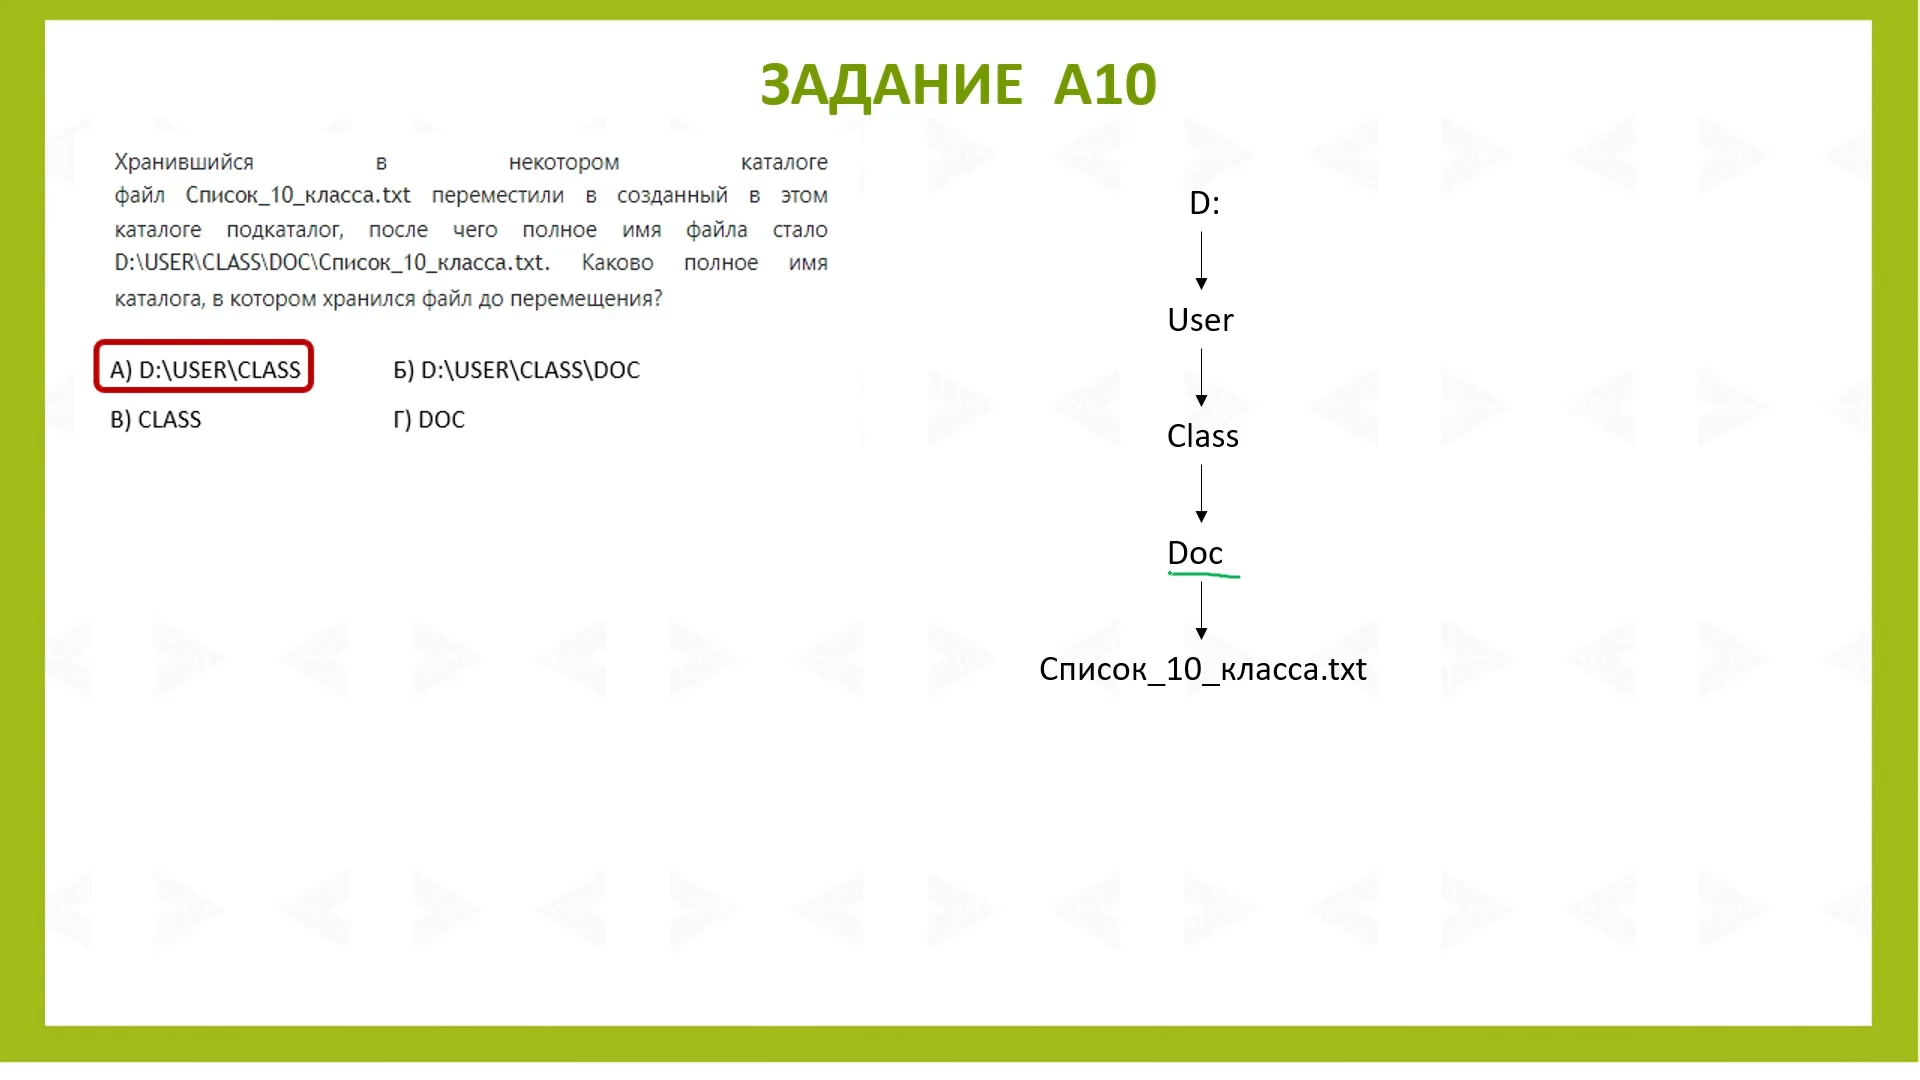 ЗАДАНИЕ А10
Хранившийся в некотором каталоге
файл Список_10_класса.txt переместили в созданный в этом
каталоге подкаталог, после чего полное имя файла стало
D:\USER\CLASS\DOC\Список_10_класса.txt. Каково полное имя
каталога, в котором хранился файл до перемещения?
А) D:\USER\CLASS
Б) D:\USER\CLASS\DOC
В) CLASS
Г) DOC
D:
User
Class
Doc
Список_10_класса.txt